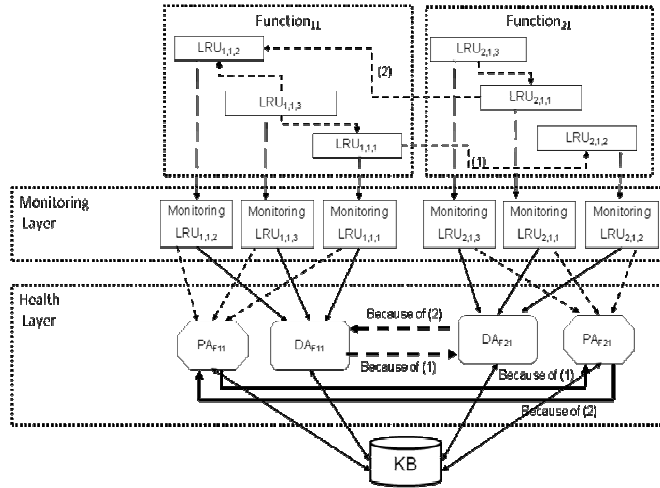 Function11
Function21
LRU1,1,2
LRU2,1,3
(2)
LRU1,1,3
LRU2,1,1
LRU1,1,1
LRU2,1,2
(1)
Monitoring
Layer
Monitoring
LRU1,1,2
Monitoring
LRU1,1,3
Monitoring
LRU1,1,1
Monitoring
LRU2,1,3
Monitoring
LRU2,1,1
Monitoring
LRU2,1,2
Health
Layer
Because of (2)
PAF11
DAF11
DAF21
PAF21
Because of (1)
Because of (1)
Because of (2)
KB